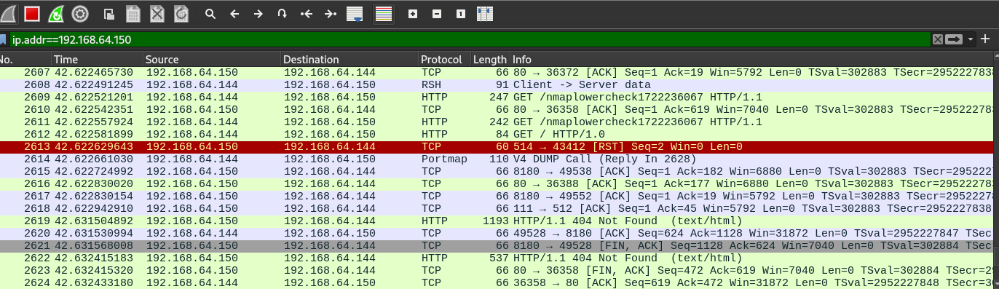 ip.addr==192.168.64.150
No. Time Source Destination Protocol Length Info
2607 42.622465730 192.168.64.150 192.168.64.144 TCP 66 80 → 36372 [ACK] Seq=1 Ack=19 Win=5792 Len=0 TSval=302883 TSecr=2952227838
2608 42.622491245 192.168.64.144 192.168.64.150 RSH 91 Client -> Server data
2609 42.622521201 192.168.64.144 192.168.64.150 HTTP 247 GET /nmaplowercheck1722236067 HTTP/1.1
2610 42.622542351 192.168.64.150 192.168.64.144 TCP 66 80 → 36358 [ACK] Seq=1 Ack=619 Win=7040 Len=0 TSval=302883 TSecr=295222783
2611 42.622557924 192.168.64.144 192.168.64.150 HTTP 242 GET /nmaplowercheck1722236067 HTTP/1.1
2612 42.622581899 192.168.64.144 192.168.64.150 HTTP 84 GET / HTTP/1.0
2613 42.622629643 192.168.64.150 192.168.64.144 TCP 60 514 → 43412 [RST] Seq=2 Win=0 Len=0
2614 42.622661030 192.168.64.144 192.168.64.150 Portmap 110 V4 DUMP Call (Reply In 2628)
2615 42.622724992 192.168.64.150 192.168.64.144 TCP 66 8180 → 49538 [ACK] Seq=1 Ack=182 Win=6880 Len=0 TSval=302883 TSecr=2952227
2616 42.622830020 192.168.64.150 192.168.64.144 TCP 66 80 → 36388 [ACK] Seq=1 Ack=177 Win=6880 Len=0 TSval=302883 TSecr=295222783
2617 42.622830154 192.168.64.150 192.168.64.144 TCP 66 8180 → 49552 [ACK] Seq=1 Ack=19 Win=5792 Len=0 TSval=302883 TSecr=29522278
2618 42.622942910 192.168.64.150 192.168.64.144 TCP 66 111 → 512 [ACK] Seq=1 Ack=45 Win=5792 Len=0 TSval=302883 TSecr=2952227838
2619 42.631504892 192.168.64.150 192.168.64.144 HTTP 1193 HTTP/1.1 404 Not Found (text/html)
2620 42.631530994 192.168.64.144 192.168.64.150 TCP 66 49528 → 8180 [ACK] Seq=624 Ack=1128 Win=31872 Len=0 TSval=2952227847 TSec
2621 42.631568008 192.168.64.150 192.168.64.144 TCP 66 8180 → 49528 [FIN, ACK] Seq=1128 Ack=624 Win=7040 Len=0 TSval=302884 TSec
2622 42.632415183 192.168.64.150 192.168.64.144 HTTP 537 HTTP/1.1 404 Not Found (text/html)
2623 42.632415320 192.168.64.150 192.168.64.144 TCP 66 80 → 36358 [FIN, ACK] Seq=472 Ack=619 Win=7040 Len=0 TSval=302884 TSecr=29
2624 42.632433180 192.168.64.144 192.168.64.150 TCP 66 36358 → 80 [ACK] Seq=619 Ack=472 Win=31872 Len=0 TSval=2952227848 TSecr=3